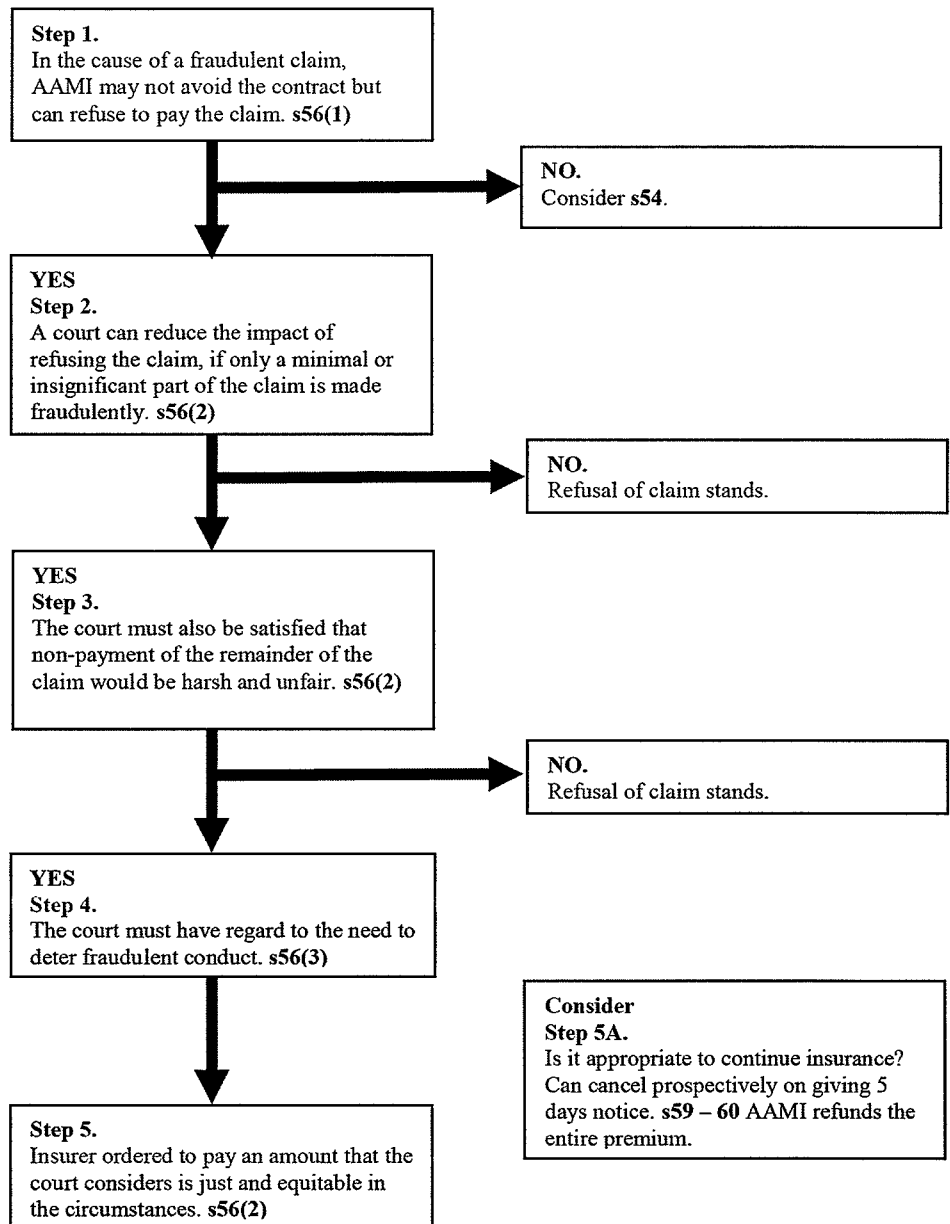 Step 1.
In the cause of a fraudulent claim,
AAMI may not avoid the contract but
can refuse to pay the claim. s56(1)
NO.
Consider s54.
YES
Step 2.
A court can reduce the impact of
refusing the claim, if only a minimal or
insignificant part of the claim is made
fraudulently. s56(2)
NO.
Refusal of claim stands.
YES
Step 3.
The court must also be satisfied that
non-payment of the remainder of the
claim would be harsh and unfair. s56(2)
NO.
Refusal of claim stands.
YES
Step 4.
The court must have regard to the need to
deter fraudulent conduct. s56(3)
Consider
Step 5A.
Is it appropriate to continue insurance?
Can cancel prospectively on giving 5
days notice. s59 – 60 AAMI refunds the
entire premium.
Step 5.
Insurer ordered to pay an amount that the
court considers is just and equitable in
the circumstances. s56(2)